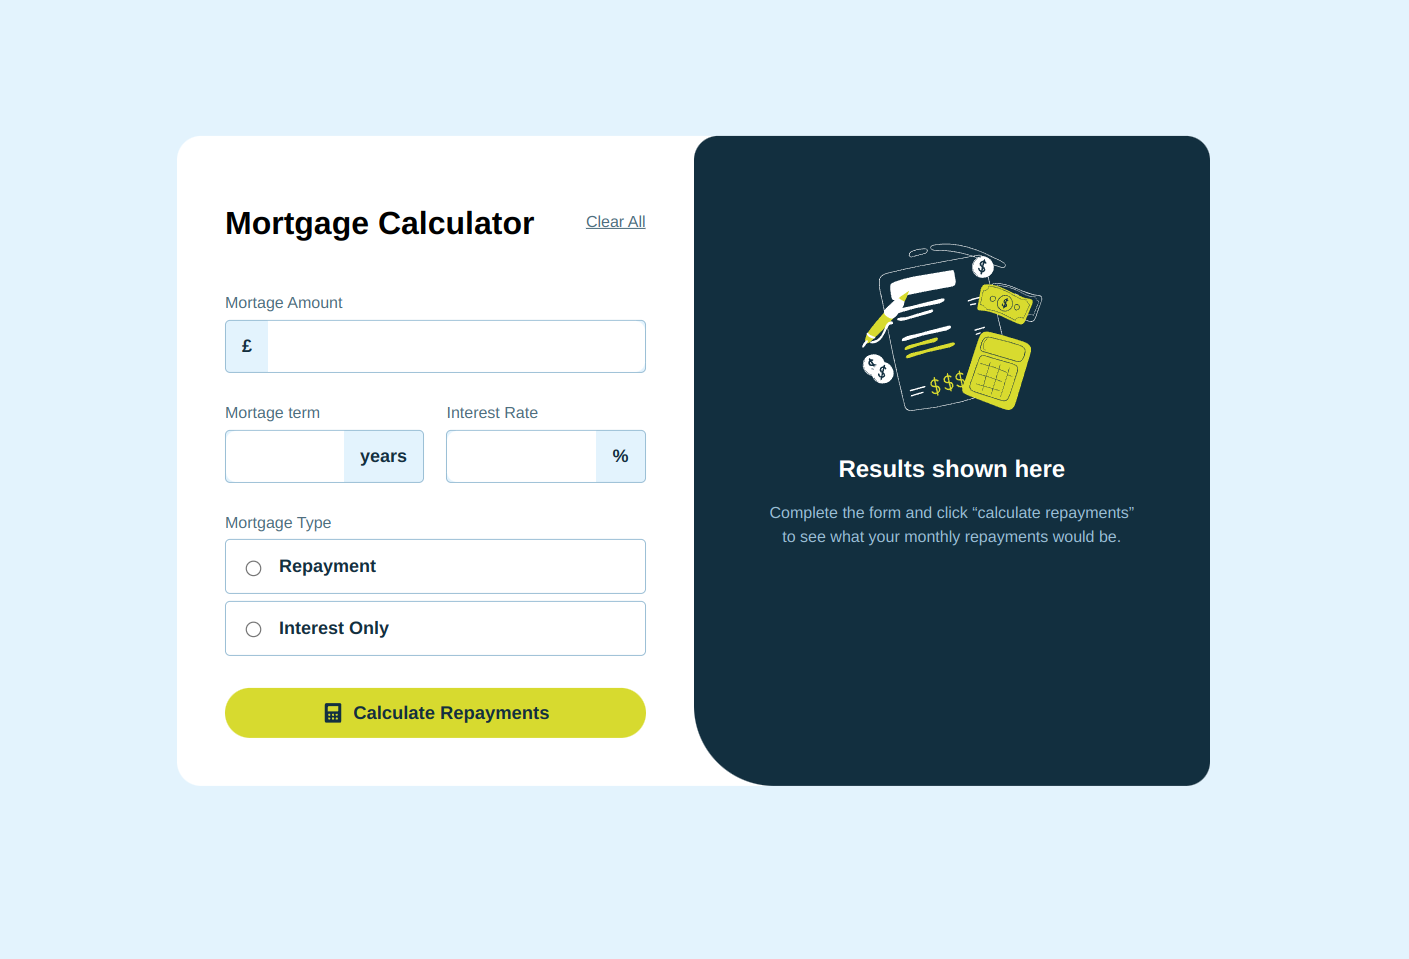 Mortgage Calculator
Clear All
Mortage Amount
£
Mortage term
Interest Rate
years
%
Mortgage Type
Repayment
Interest Only
Calculate Repayments
$
$
$
$
$$$
Results shown here
Complete the form and click “calculate repayments”
to see what your monthly repayments would be.